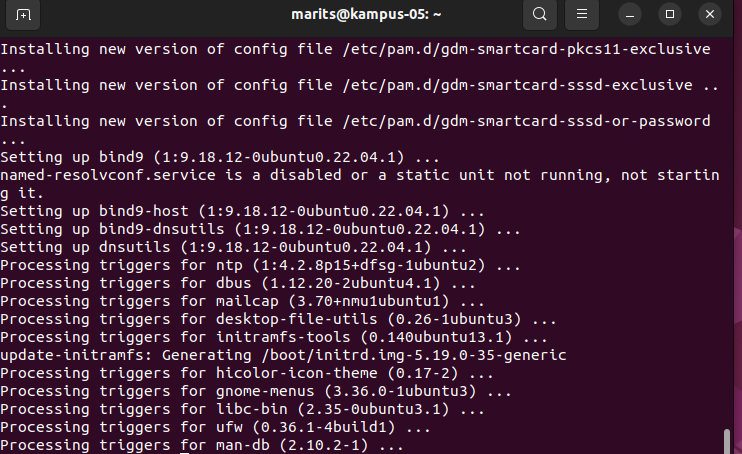 marits@kampus-05: ~
Installing new version of config file /etc/pam.d/gdm-smartcard-pkcs11-exclusive
...
Installing new version of config file /etc/pam.d/gdm-smartcard-sssd-exclusive ..
.
Installing new version of config file /etc/pam.d/gdm-smartcard-sssd-or-password
...
Setting up bind9 (1:9.18.12-0ubuntu0.22.04.1) ...
named-resolvconf.service is a disabled or a static unit not running, not startin
g it.
Setting up bind9-host (1:9.18.12-0ubuntu0.22.04.1) ...
Setting up bind9-dnsutils (1:9.18.12-0ubuntu0.22.04.1) ...
Setting up dnsutils (1:9.18.12-0ubuntu0.22.04.1) ...
Processing triggers for ntp (1:4.2.8p15+dfsg-1ubuntu2) ...
Processing triggers for dbus (1.12.20-2ubuntu4.1) ...
Processing triggers for mailcap (3.70+nmu1ubuntu1) ...
Processing triggers for desktop-file-utils (0.26-1ubuntu3) ...
Processing triggers for initramfs-tools (0.140ubuntu13.1) ...
update-initramfs: Generating /boot/initrd.img-5.19.0-35-generic
Processing triggers for hicolor-icon-theme (0.17-2) ...
Processing triggers for gnome-menus (3.36.0-1ubuntu3) ...
Processing triggers for libc-bin (2.35-0ubuntu3.1) ...
Processing triggers for ufw (0.36.1-4build1) ...
Processing triggers for man-db (2.10.2-1) ...